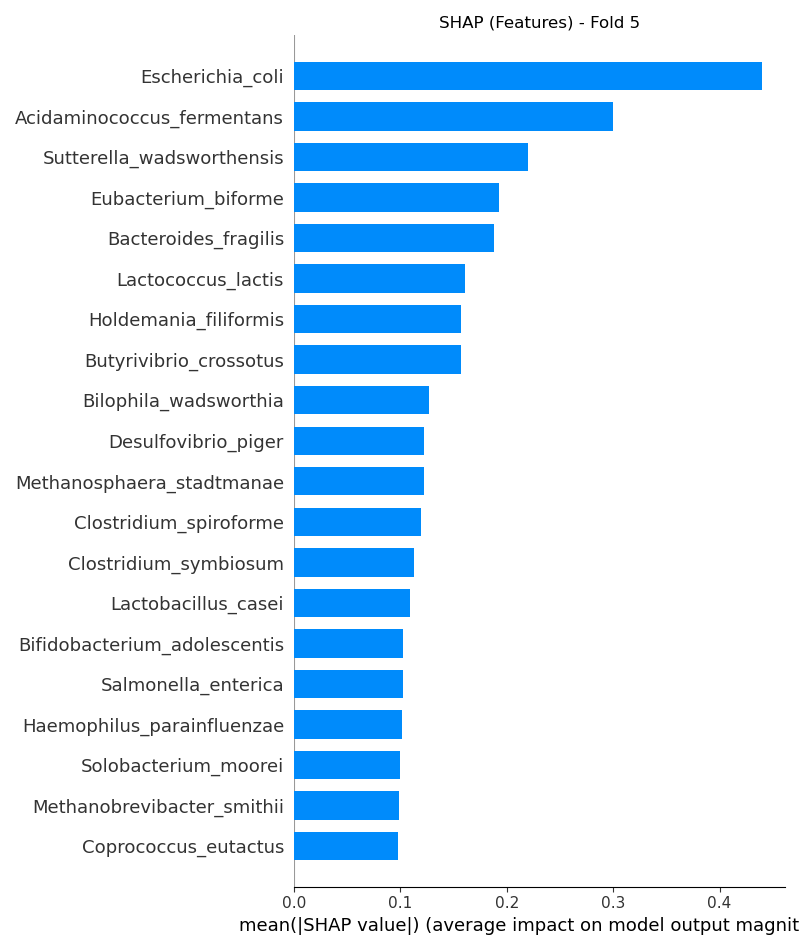 SHAP (Features) - Fold 5
Escherichia_coli
Acidaminococcus_fermentans
Sutterella_wadsworthensis
Eubacterium_biforme
Bacteroides_fragilis
Lactococcus_lactis
Holdemania_filiformis
Butyrivibrio_crossotus
Bilophila_wadsworthia
Desulfovibrio_piger
Methanosphaera_stadtmanae
Clostridium_spiroforme
Clostridium_symbiosum
Lactobacillus_casei
Bifidobacterium_adolescentis
Salmonella_enterica
Haemophilus_parainfluenzae
Solobacterium_moorei
Methanobrevibacter_smithii
Coprococcus_eutactus
0.0 0.1 0.2 0.3 0.4
mean(|SHAP value|) (average impact on model output magnit